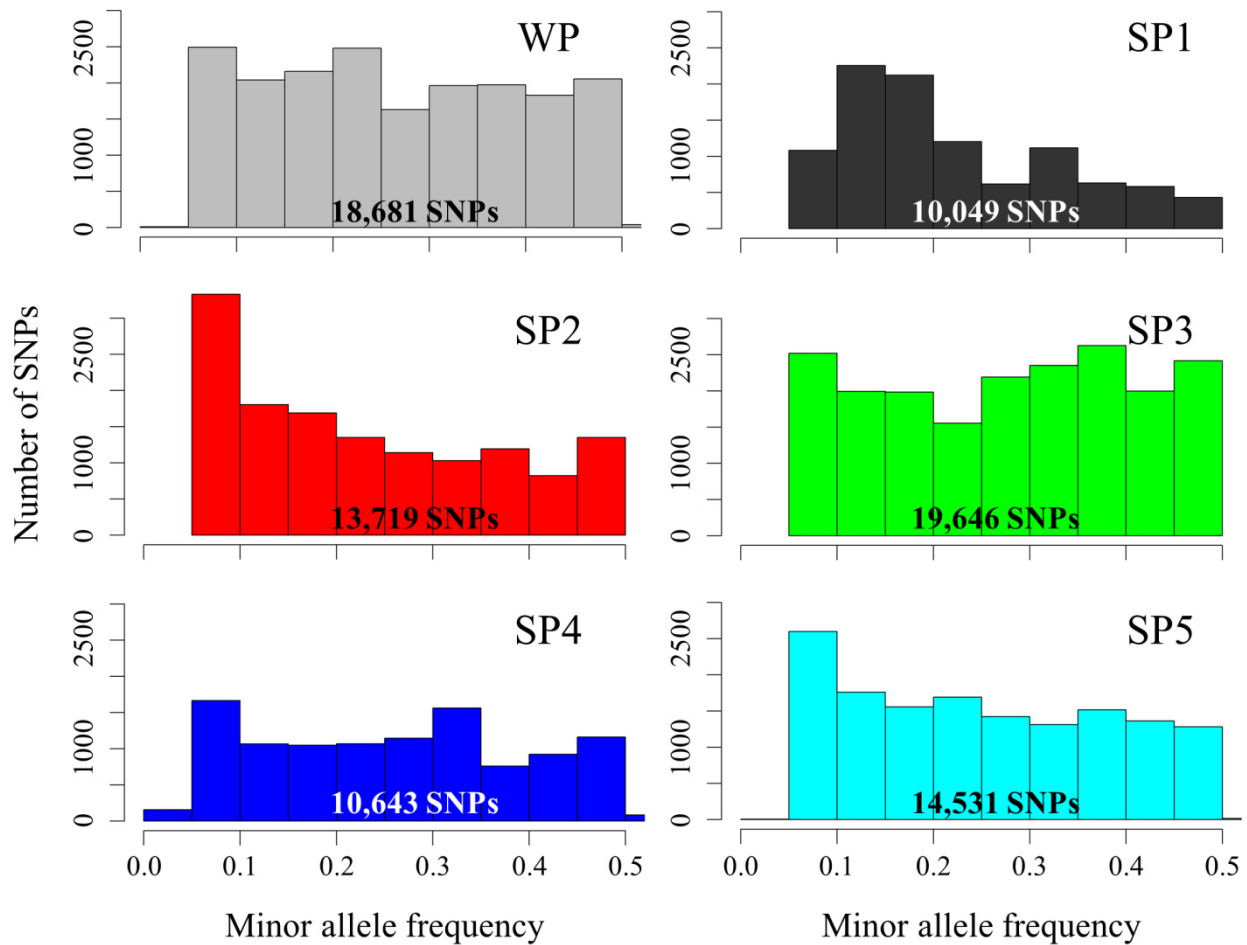 WP
2500
1000
0
18,681 SNPs
SP1
2500
1000
0
10,049 SNPs
Number of SNPs
SP2
2500
1000
0
13,719 SNPs
SP3
2500
1000
0
19,646 SNPs
SP4
2500
1000
0
10,643 SNPs
0.0 0.1 0.2 0.3 0.4 0.5
Minor allele frequency
SP5
2500
1000
0
14,531 SNPs
0.0 0.1 0.2 0.3 0.4 0.5
Minor allele frequency